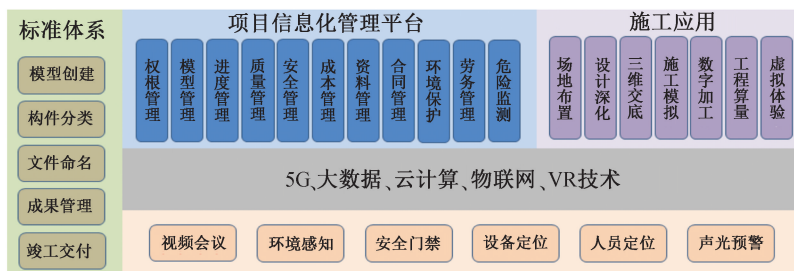 标准体系
模型创建
构件分类
文件命名
成果管理
竣工交付
项目信息化管理平台
权根管理
模型管理
进度管理
质量管理
安全管理
成本管理
资料管理
合同管理
环境保护
劳务管理
危险监测
施工应用
场地布置
设计深化
三维交底
施工模拟
数字加工
工程算量
虚拟体验
5G、大数据、云计算、物联网、VR技术
视频会议
环境感知
安全门禁
设备定位
人员定位
声光预警